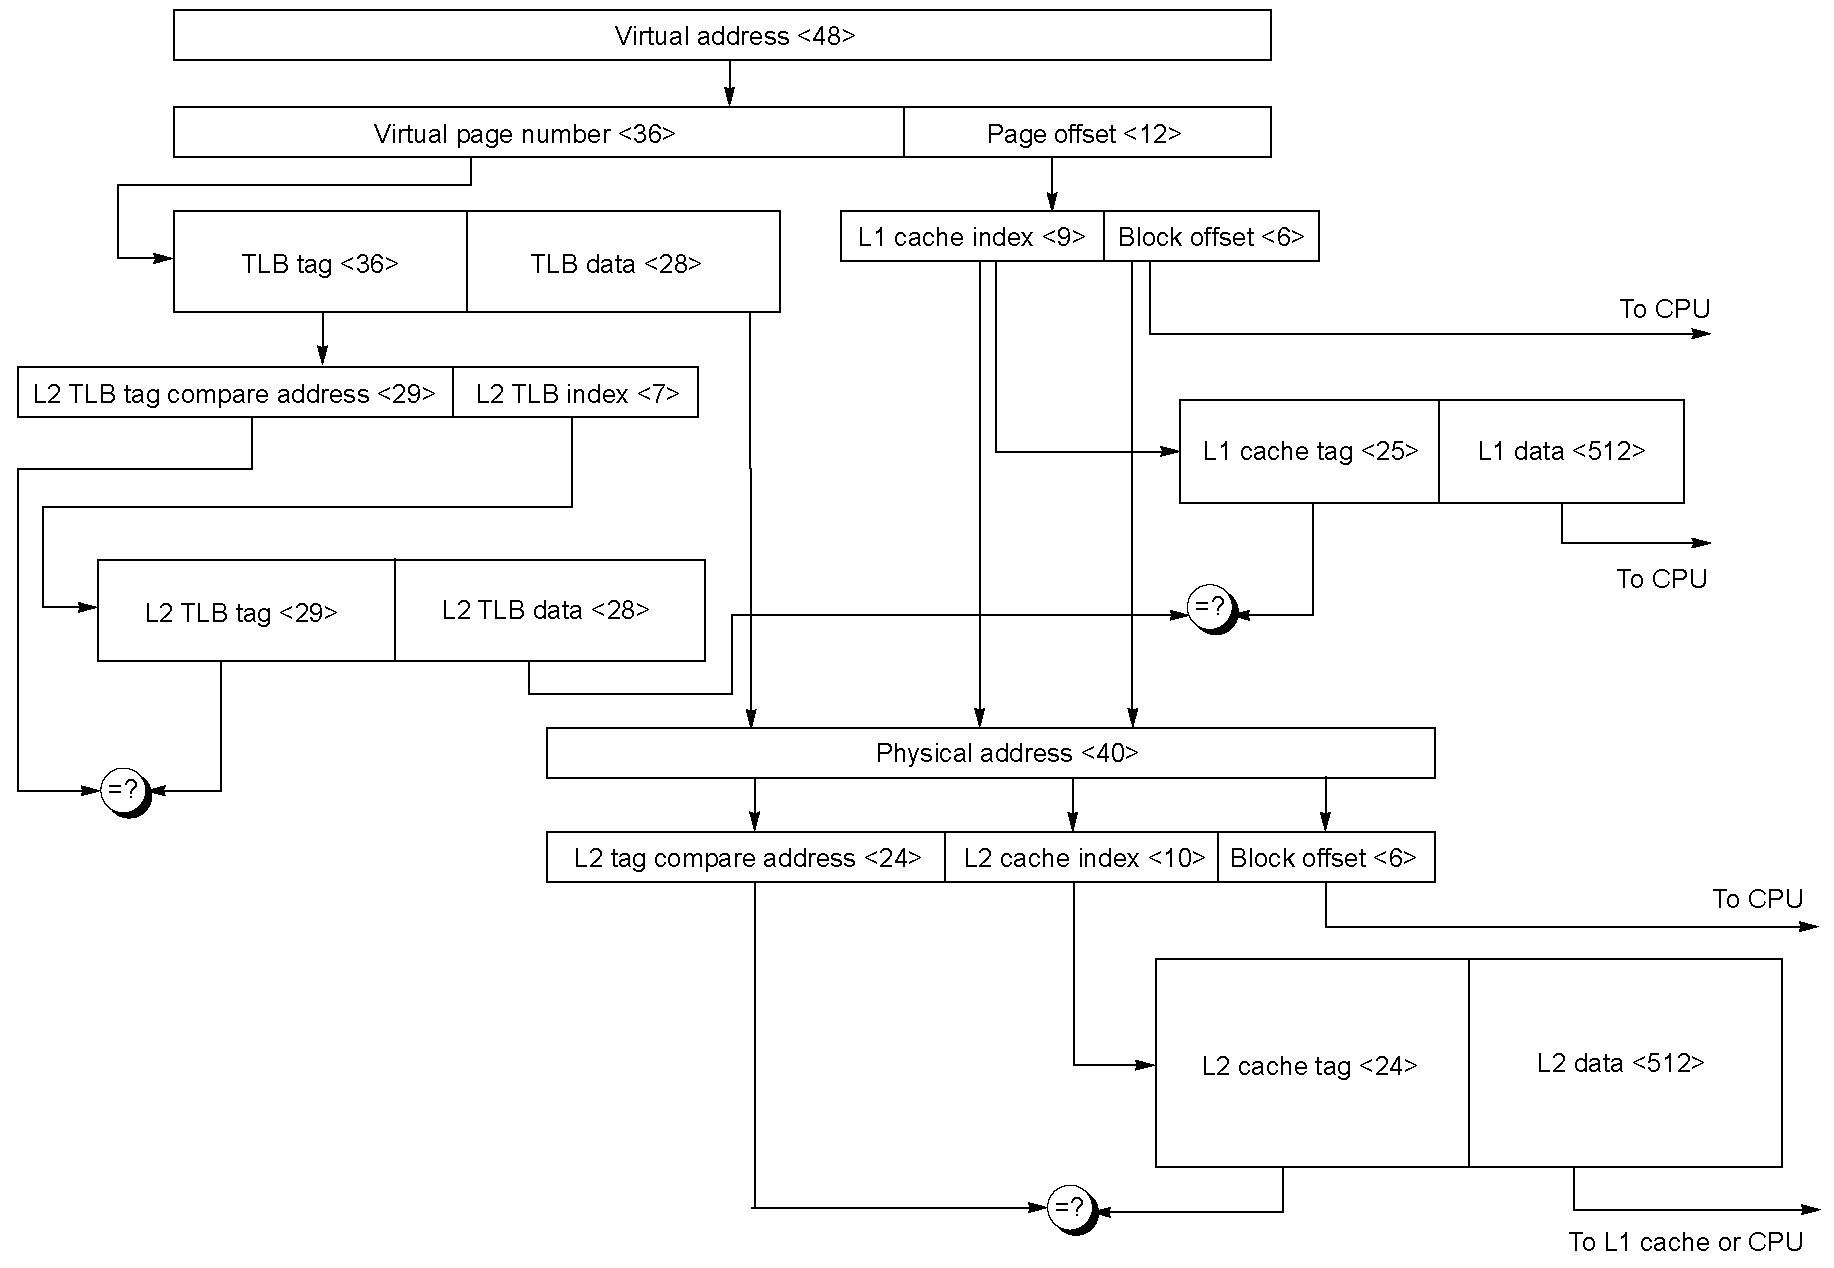 Virtual address <48>
Virtual page number <36>
Page offset <12>
L1 cache index <9>
Block offset <6>
TLB tag <36>
TLB data <28>
To CPU
L2 TLB tag compare address <29>
L2 TLB index <7>
L1 cache tag <25>
L1 data <512>
To CPU
L2 TLB tag <29>
L2 TLB data <28>
=?
Physical address <40>
=?
L2 tag compare address <24>
L2 cache index <10>
Block offset <6>
To CPU
L2 cache tag <24>
L2 data <512>
=?
To L1 cache or CPU